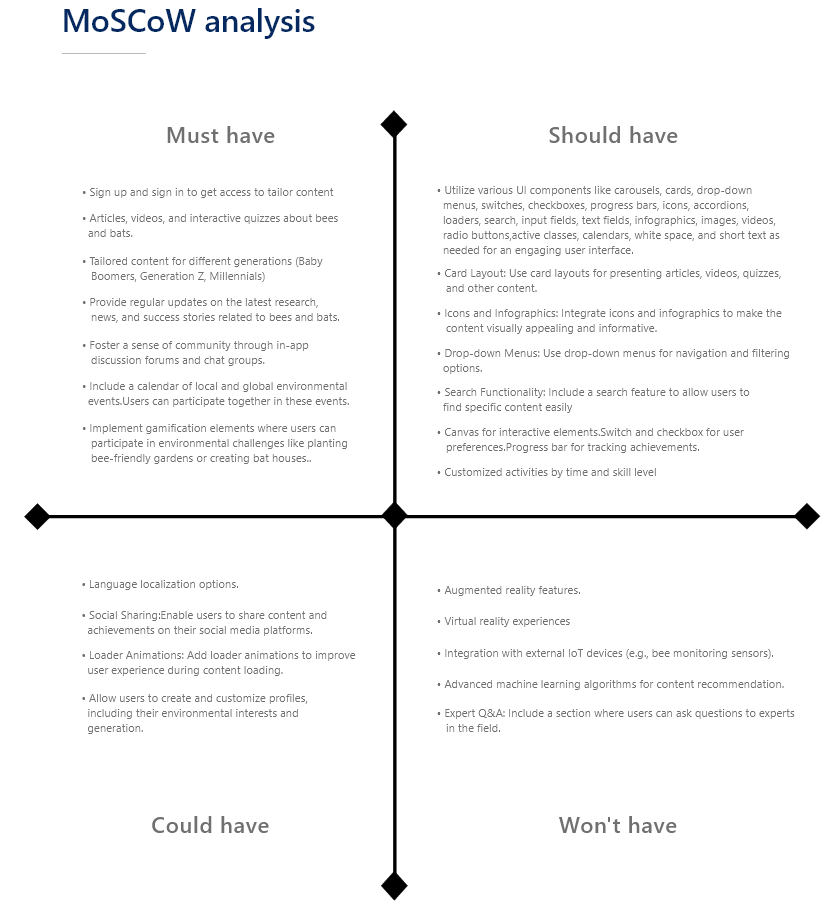 MoSCoW analysis
Must have
• Sign up and sign in to get access to tailor content
• Articles, videos, and interactive quizzes about bees
and bats.
• Tailored content for different generations (Baby
Boomers, Generation Z, Millennials)
• Provide regular updates on the latest research,
news, and success stories related to bees and bats.
• Foster a sense of community through in-app
discussion forums and chat groups.
• Include a calendar of local and global environmental
events.Users can participate together in these events.
• Implement gamification elements where users can
participate in environmental challenges like planting
bee-friendly gardens or creating bat houses..
Should have
• Utilize various UI components like carousels, cards, drop-down
menus, switches, checkboxes, progress bars, icons, accordions,
loaders, search, input fields, text fields, infographics, images, videos,
radio buttons,active classes, calendars, white space, and short text as
needed for an engaging user interface.
• Card Layout: Use card layouts for presenting articles, videos, quizzes,
and other content.
• Icons and Infographics: Integrate icons and infographics to make the
content visually appealing and informative.
• Drop-down Menus: Use drop-down menus for navigation and filtering
options.
• Search Functionality: Include a search feature to allow users to
find specific content easily
• Canvas for interactive elements.Switch and checkbox for user
preferences.Progress bar for tracking achievements.
• Customized activities by time and skill level
• Language localization options.
• Social Sharing:Enable users to share content and
achievements on their social media platforms.
• Loader Animations: Add loader animations to improve
user experience during content loading.
• Allow users to create and customize profiles,
including their environmental interests and
generation.
Could have
• Augmented reality features.
• Virtual reality experiences
• Integration with external IoT devices (e.g., bee monitoring sensors).
• Advanced machine learning algorithms for content recommendation.
• Expert Q&A: Include a section where users can ask questions to experts
in the field.
Won't have